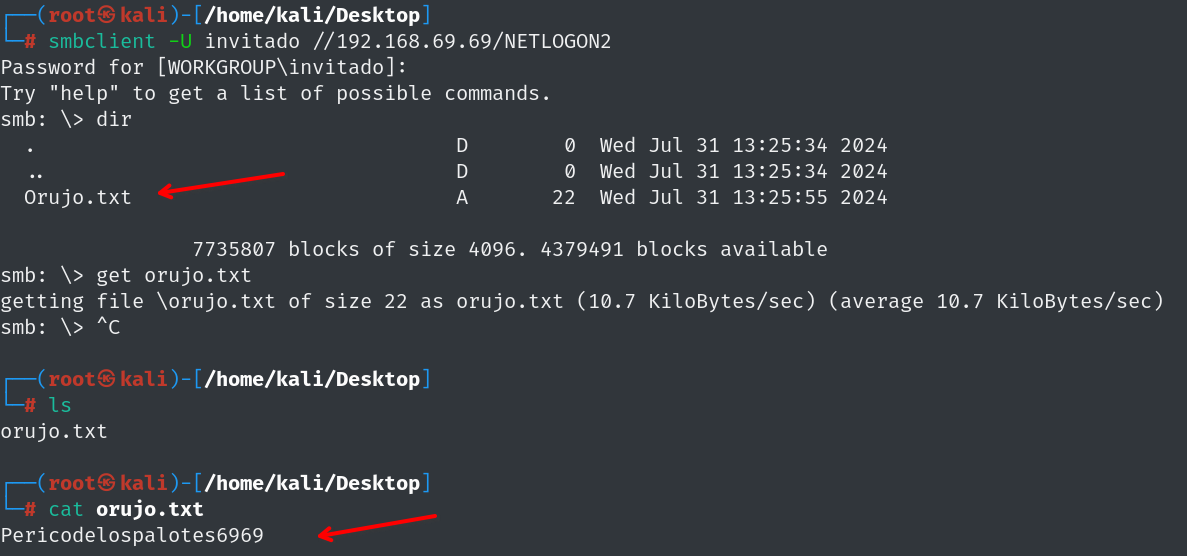 ┌──(root㉿kali)-[/home/kali/Desktop]
└─# smbclient -U invitado //192.168.69.69/NETLOGON2
Password for [WORKGROUP\invitado]:
Try "help" to get a list of possible commands.
smb: \> dir
  .                                   D        0  Wed Jul 31 13:25:34 2024
  ..                                  D        0  Wed Jul 31 13:25:34 2024
  Orujo.txt                           A       22  Wed Jul 31 13:25:55 2024
                7735807 blocks of size 4096. 4379491 blocks available
smb: \> get orujo.txt
getting file \orujo.txt of size 22 as orujo.txt (10.7 KiloBytes/sec) (average 10.7 KiloBytes/sec)
smb: \> ^C
┌──(root㉿kali)-[/home/kali/Desktop]
└─# ls
orujo.txt
┌──(root㉿kali)-[/home/kali/Desktop]
└─# cat orujo.txt
Pericodelospalotes6969